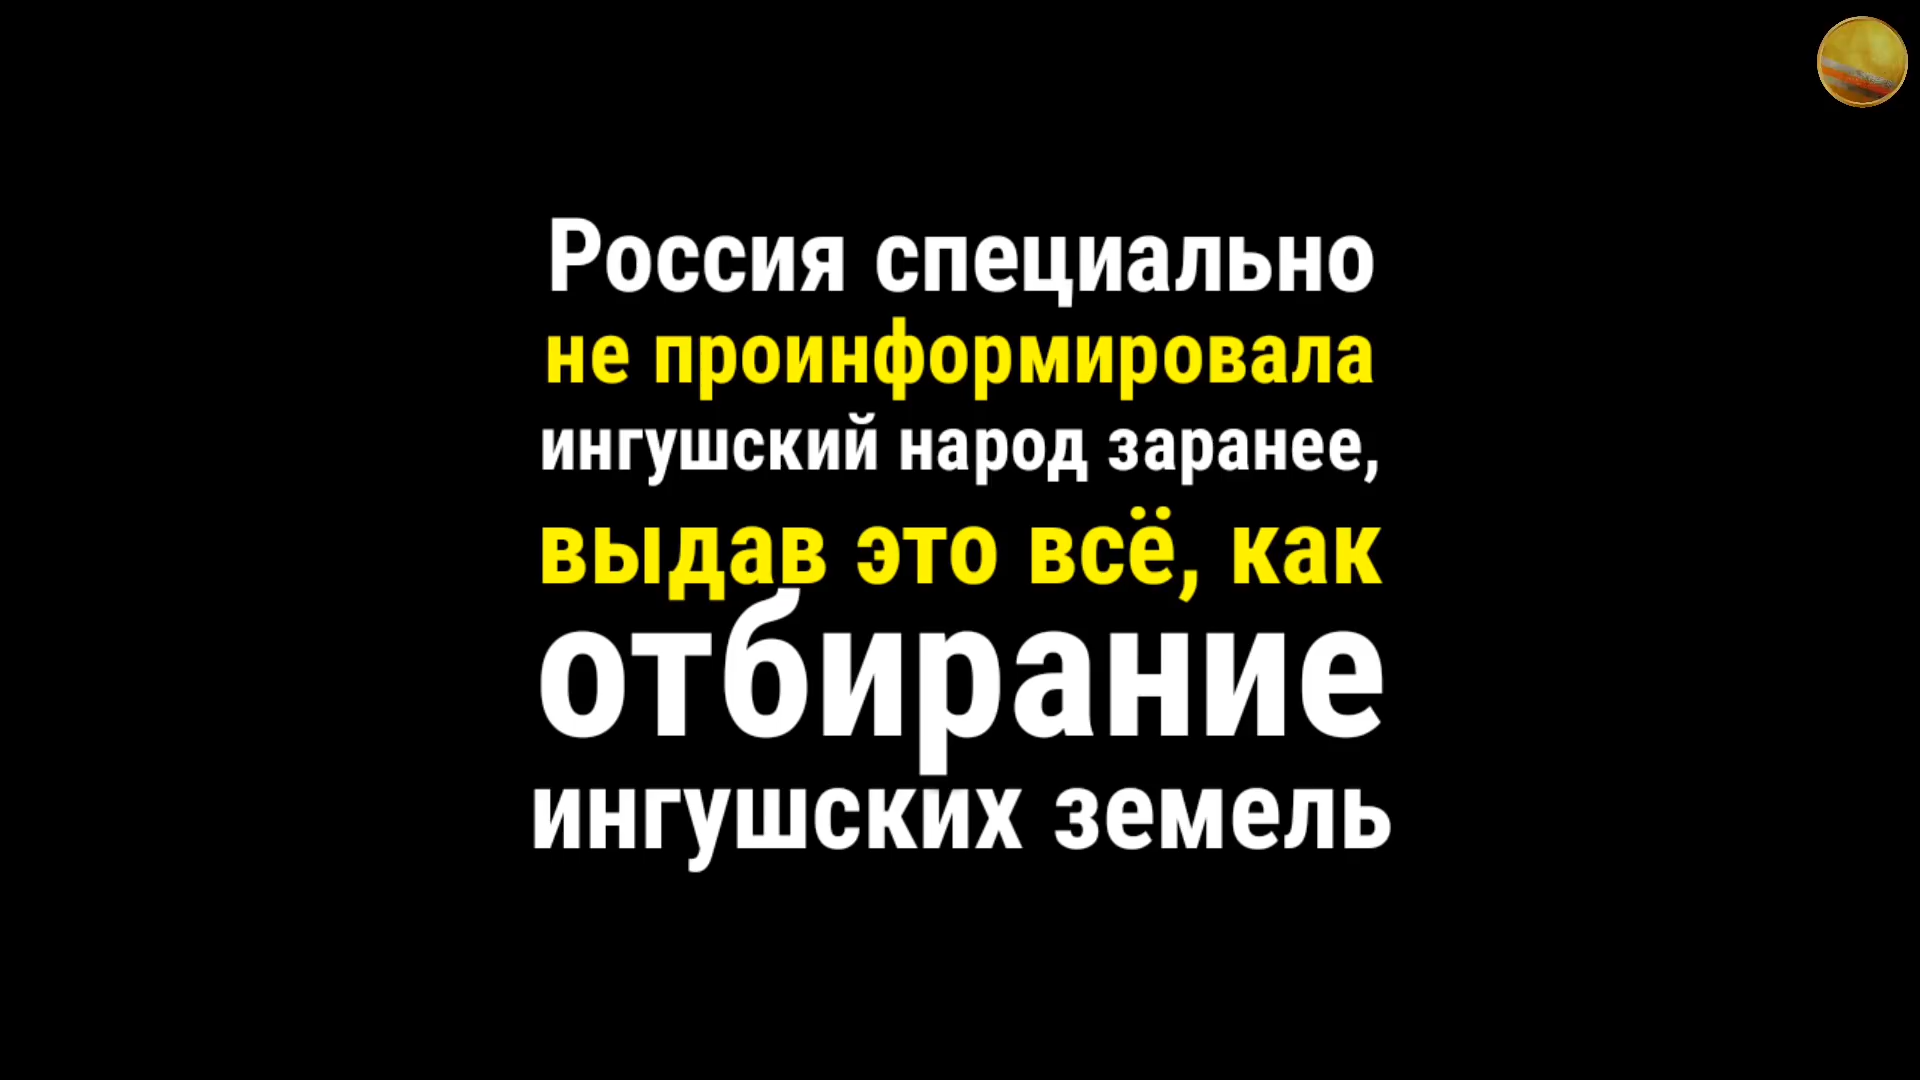 Россия специально
не проинформировала
ингушский народ заранее,
выдав это всё, как
отбирание
ингушских земель